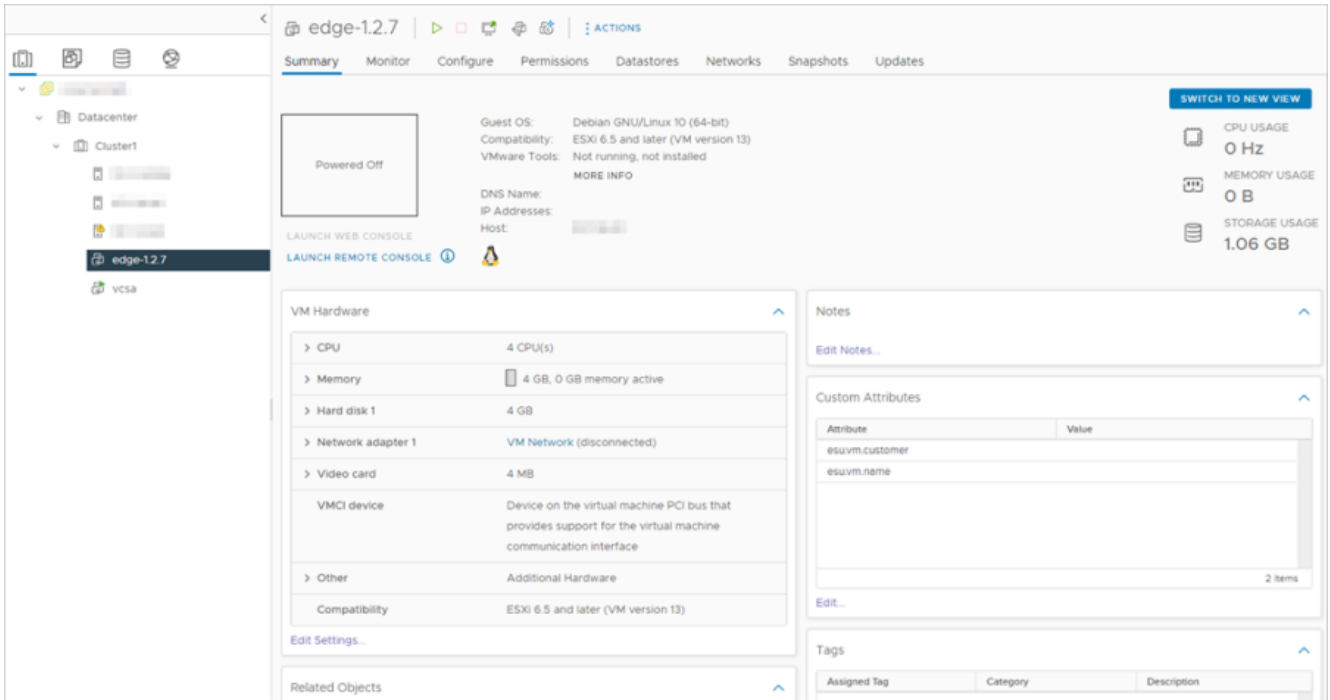 edge-1.2.7
ACTIONS
Summary Monitor Configure Permissions Datastores Networks Snapshots Updates
Datacenter
Cluster1
edge-1.2.7
vcsa
SWITCH TO NEW VIEW
Powered Off
Guest OS: Debian GNU/Linux 10 (64-bit)
Compatibility: ESXi 6.5 and later (VM version 13)
VMware Tools: Not running, not installed
MORE INFO
DNS Name:
IP Addresses:
Host:
LAUNCH WEB CONSOLE
LAUNCH REMOTE CONSOLE
CPU USAGE
0 Hz
MEMORY USAGE
0 B
STORAGE USAGE
1.06 GB
VM Hardware
CPU 4 CPU(s)
Memory 4 GB, 0 GB memory active
Hard disk 1 4 GB
Network adapter 1 VM Network (disconnected)
Video card 4 MB
VMCI device Device on the virtual machine PCI bus that
provides support for the virtual machine
communication interface
Other Additional Hardware
Compatibility ESXi 6.5 and later (VM version 13)
Edit Settings...
Related Objects
Notes
Edit Notes...
Custom Attributes
Attribute Value
esu:vm.customer
esu:vm.name
2 items
Edit...
Tags
Assigned Tag Category Description